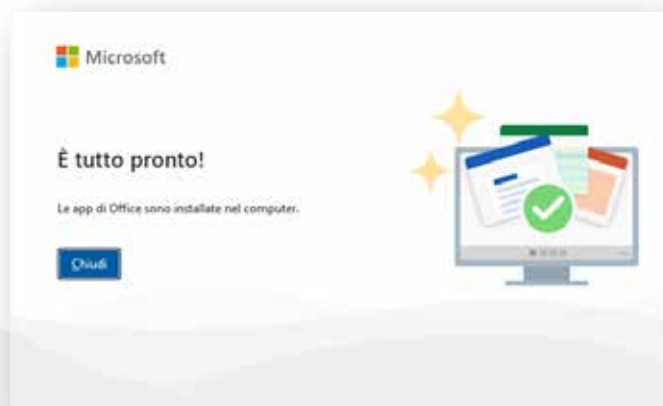 Microsoft
È tutto pronto!
Le app di Office sono installate nel computer.
Chiudi